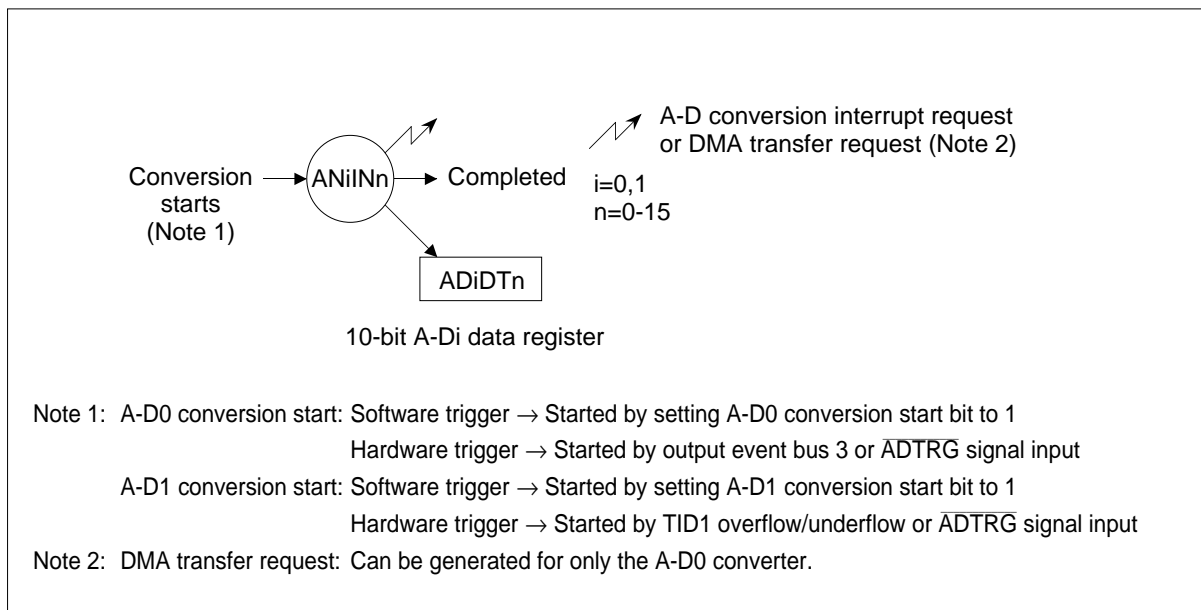 A-D conversion interrupt request
or DMA transfer request (Note 2)
Conversion
starts
(Note 1)
ANiINn
Completed
i=0,1
n=0-15
ADiDTn
10-bit A-Di data register
Note 1: A-D0 conversion start: Software trigger → Started by setting A-D0 conversion start bit to 1
Hardware trigger → Started by output event bus 3 or A̅D̅T̅R̅G̅ signal input
A-D1 conversion start: Software trigger → Started by setting A-D1 conversion start bit to 1
Hardware trigger → Started by TID1 overflow/underflow or A̅D̅T̅R̅G̅ signal input
Note 2: DMA transfer request: Can be generated for only the A-D0 converter.